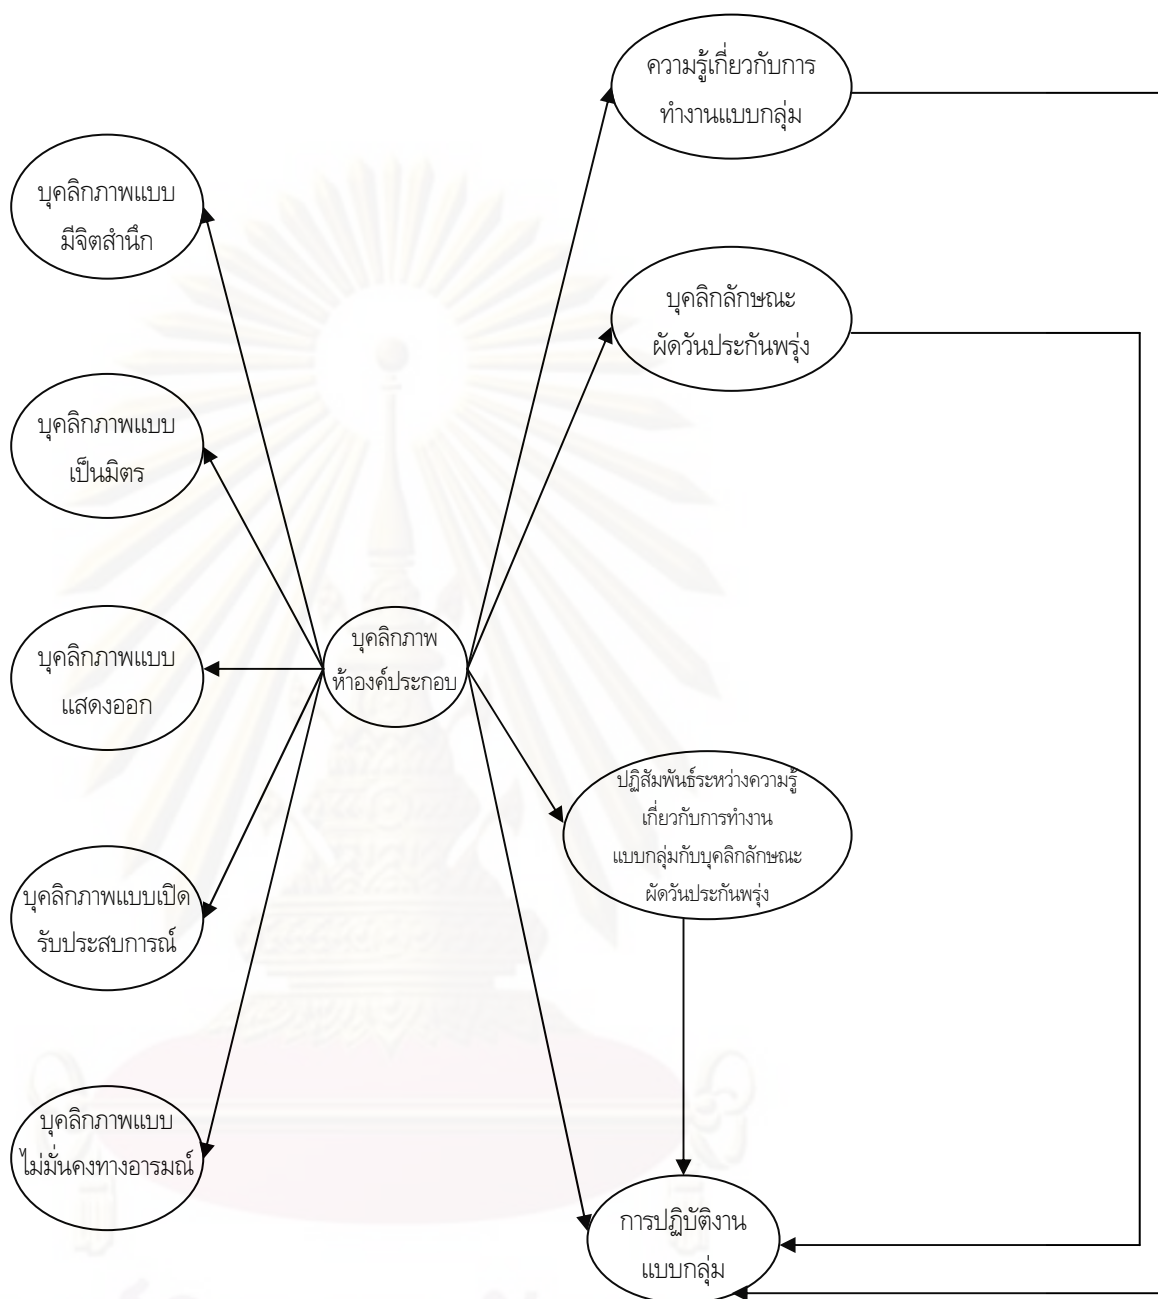 ความรู้เกี่ยวกับการ
ทำงานแบบกลุ่ม
บุคลิกภาพแบบ
มีจิตสำนึก
บุคลิกลักษณะ
ผัดวันประกันพรุ่ง
บุคลิกภาพแบบ
เป็นมิตร
บุคลิกภาพแบบ
แสดงออก
บุคลิกภาพ
ห้าองค์ประกอบ
ปฏิสัมพันธ์ระหว่างความรู้
เกี่ยวกับการทำงาน
แบบกลุ่มกับบุคลิกลักษณะ
ผัดวันประกันพรุ่ง
บุคลิกภาพแบบเปิด
รับประสบการณ์
บุคลิกภาพแบบ
ไม่มั่นคงทางอารมณ์
การปฏิบัติงาน
แบบกลุ่ม